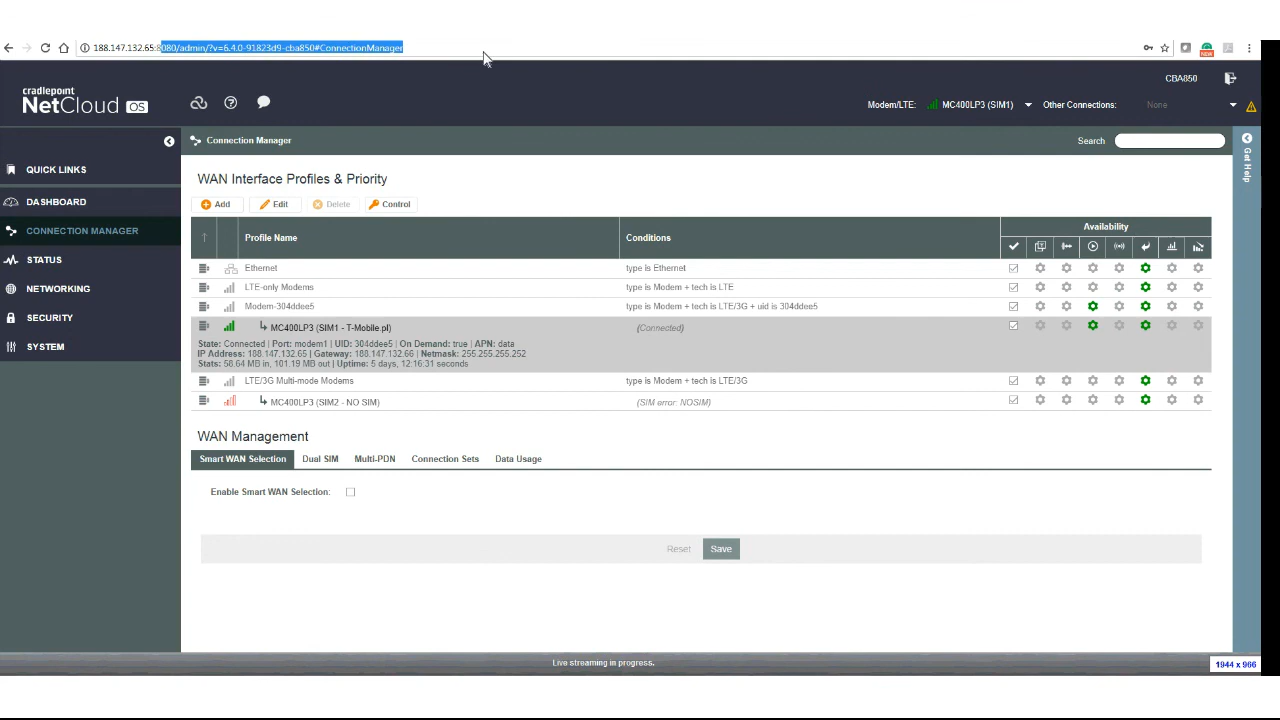 188.147.132.65:8080/admin/?v=6.4.0-91823d9-cba850#ConnectionManager
NEW
CBA850
cradlepoint
NetCloud OS
Modem/LTE: MC400LP3 (SIM1) Other Connections: None
Connection Manager
Search
Get Help
QUICK LINKS
DASHBOARD
CONNECTION MANAGER
STATUS
NETWORKING
SECURITY
SYSTEM
WAN Interface Profiles & Priority
Add Edit Delete Control
Profile Name Conditions Availability
Ethernet type is Ethernet
LTE-only Modems type is Modem + tech is LTE
Modem-304ddee5 type is Modem + tech is LTE/3G + uid is 304ddee5
MC400LP3 (SIM1 - T-Mobile.pl) (Connected)
State: Connected | Port: modem1 | UID: 304ddee5 | On Demand: true | APN: data
IP Address: 188.147.132.65 | Gateway: 188.147.132.66 | Netmask: 255.255.255.252
Stats: 58.64 MB in, 101.19 MB out | Uptime: 5 days, 12:16:31 seconds
LTE/3G Multi-mode Modems type is Modem + tech is LTE/3G
MC400LP3 (SIM2 - NO SIM) (SIM error: NOSIM)
WAN Management
Smart WAN Selection Dual SIM Multi-PDN Connection Sets Data Usage
Enable Smart WAN Selection:
Reset Save
Live streaming in progress.
1944 x 966